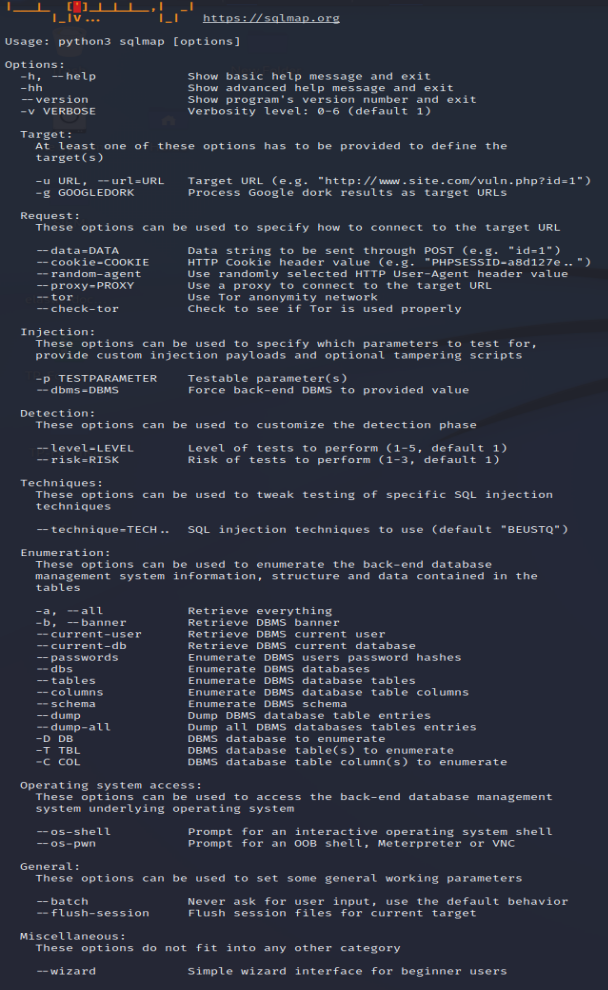 https://sqlmap.org
Usage: python3 sqlmap [options]
Options:
-h, --help Show basic help message and exit
-hh Show advanced help message and exit
--version Show program's version number and exit
-v VERBOSE Verbosity level: 0-6 (default 1)
Target:
At least one of these options has to be provided to define the
target(s)
-u URL, --url=URL Target URL (e.g. "http://www.site.com/vuln.php?id=1")
-g GOOGLEDORK Process Google dork results as target URLs
Request:
These options can be used to specify how to connect to the target URL
--data=DATA Data string to be sent through POST (e.g. "id=1")
--cookie=COOKIE HTTP Cookie header value (e.g. "PHPSESSID=a8d127e..")
--random-agent Use randomly selected HTTP User-Agent header value
--proxy=PROXY Use a proxy to connect to the target URL
--tor Use Tor anonymity network
--check-tor Check to see if Tor is used properly
Injection:
These options can be used to specify which parameters to test for,
provide custom injection payloads and optional tampering scripts
-p TESTPARAMETER Testable parameter(s)
--dbms=DBMS Force back-end DBMS to provided value
Detection:
These options can be used to customize the detection phase
--level=LEVEL Level of tests to perform (1-5, default 1)
--risk=RISK Risk of tests to perform (1-3, default 1)
Techniques:
These options can be used to tweak testing of specific SQL injection
techniques
--technique=TECH.. SQL injection techniques to use (default "BEUSTQ")
Enumeration:
These options can be used to enumerate the back-end database
management system information, structure and data contained in the
tables
-a, --all Retrieve everything
-b, --banner Retrieve DBMS banner
--current-user Retrieve DBMS current user
--current-db Retrieve DBMS current database
--passwords Enumerate DBMS users password hashes
--dbs Enumerate DBMS databases
--tables Enumerate DBMS database tables
--columns Enumerate DBMS database table columns
--schema Enumerate DBMS schema
--dump Dump DBMS database table entries
--dump-all Dump all DBMS databases tables entries
-D DB DBMS database to enumerate
-T TBL DBMS database table(s) to enumerate
-C COL DBMS database table column(s) to enumerate
Operating system access:
These options can be used to access the back-end database management
system underlying operating system
--os-shell Prompt for an interactive operating system shell
--os-pwn Prompt for an OOB shell, Meterpreter or VNC
General:
These options can be used to set some general working parameters
--batch Never ask for user input, use the default behavior
--flush-session Flush session files for current target
Miscellaneous:
These options do not fit into any other category
--wizard Simple wizard interface for beginner users